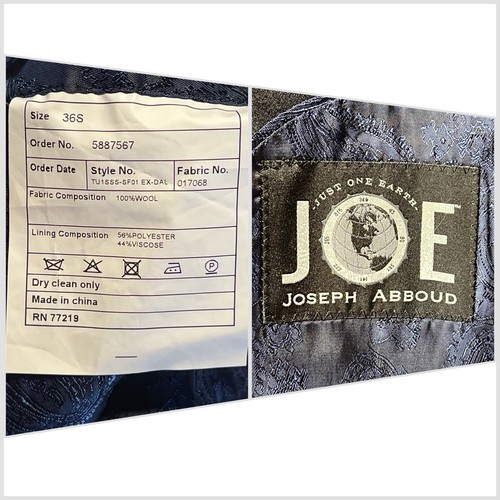 Size 36S
Order No. 5887567
Order Date Style No. Fabric No.
TU1SS5-6F01 EX-DAL 017068
Fabric Composition 100%WOOL
Lining Composition 56%POLYESTER
44%VISCOSE
P
Dry clean only
Made in china
RN 77219
-JUST ONE EARTH-
JOE
JOSEPH ABBOUD